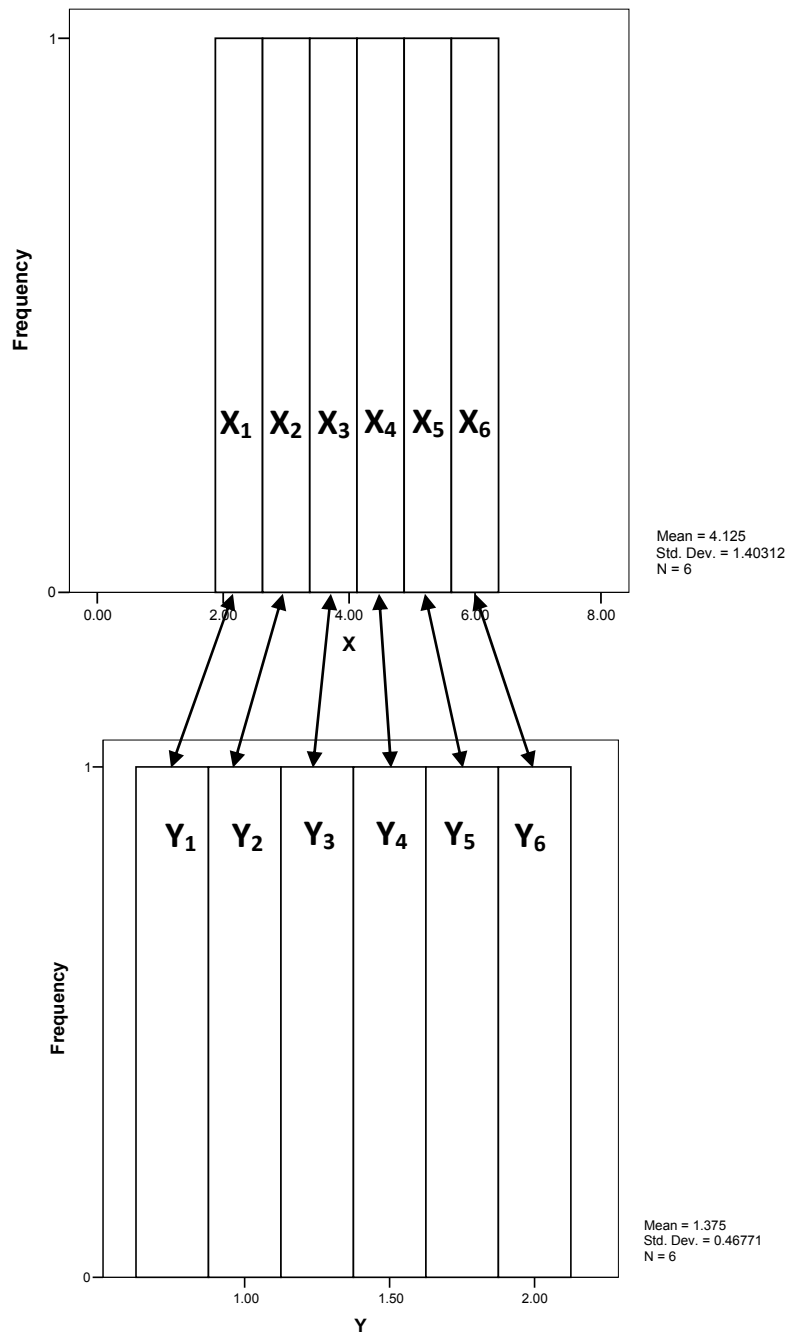 1
Frequency
X₁ X₂ X₃ X₄ X₅ X₆
Mean = 4.125
Std. Dev. = 1.40312
N = 6
0
0.00 2.00 4.00 6.00 8.00
X
1
Y₁ Y₂ Y₃ Y₄ Y₅ Y₆
Frequency
Mean = 1.375
Std. Dev. = 0.46771
N = 6
0
1.00 1.50 2.00
Y